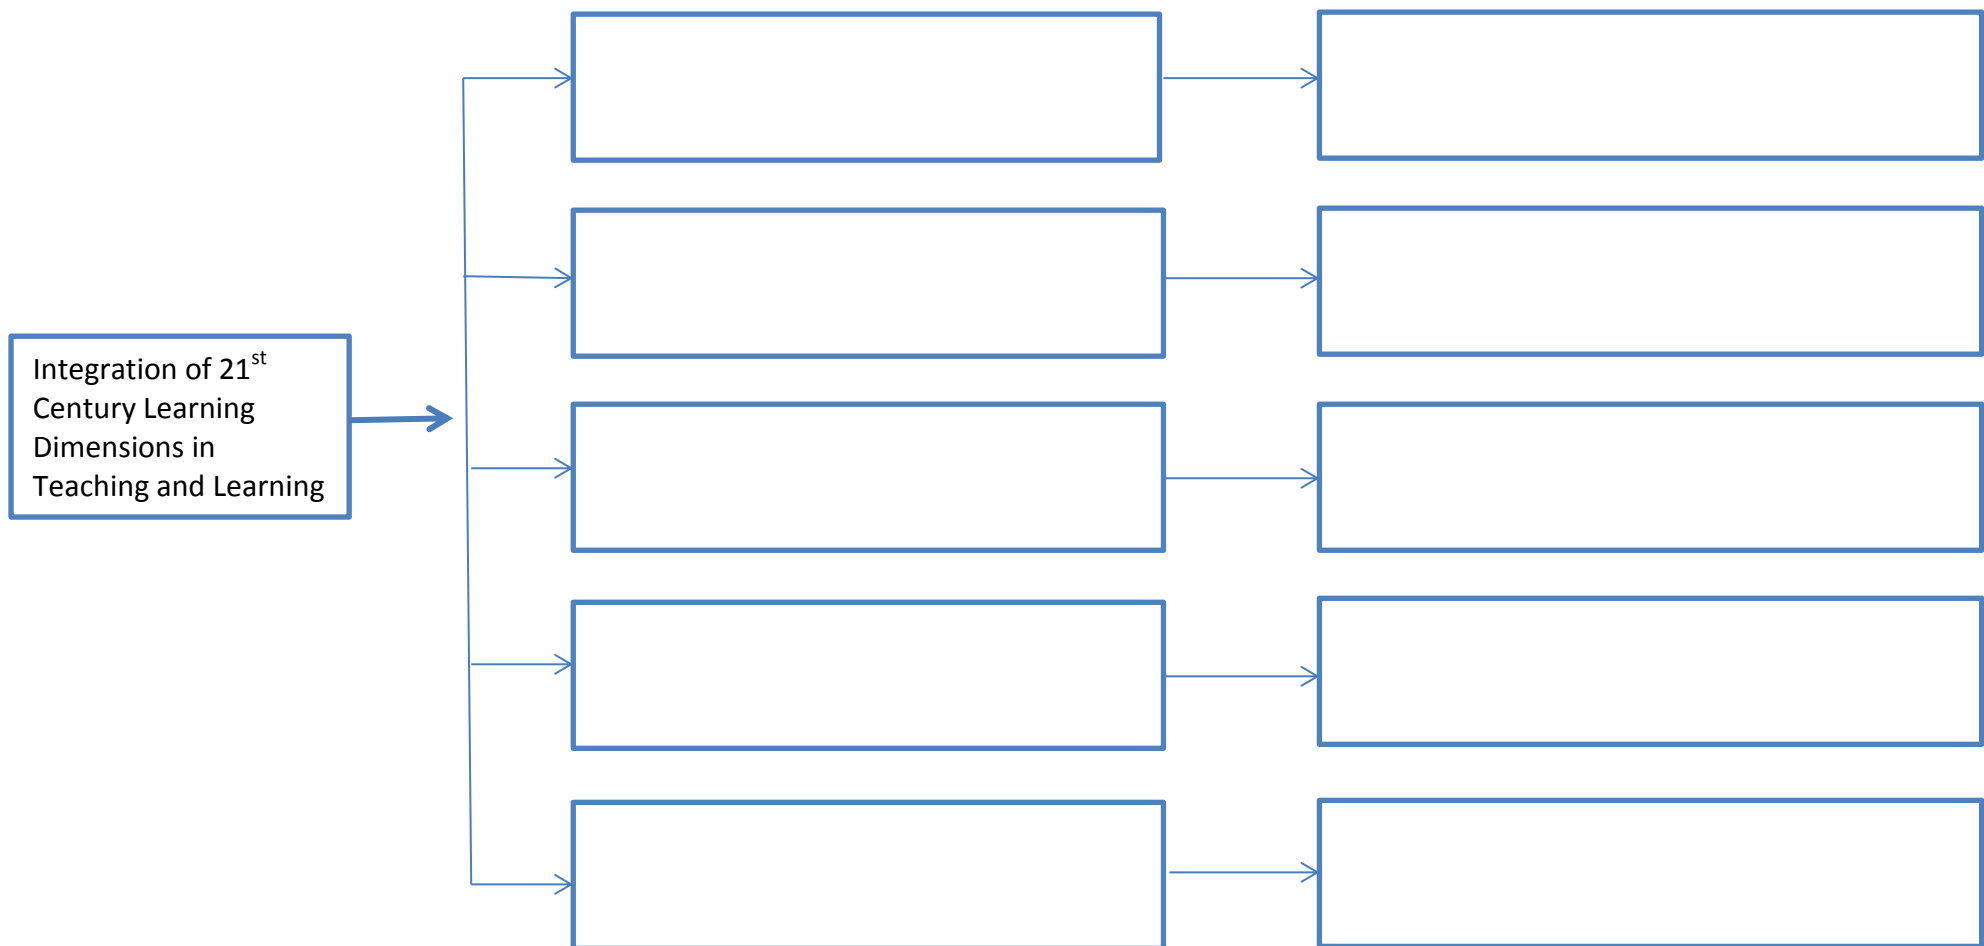 Integration of 21st
Century Learning
Dimensions in
Teaching and Learning